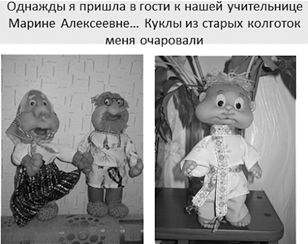 Однажды я пришла в гости к нашей учительнице
Марине Алексеевне... Куклы из старых колготок
меня очаровали